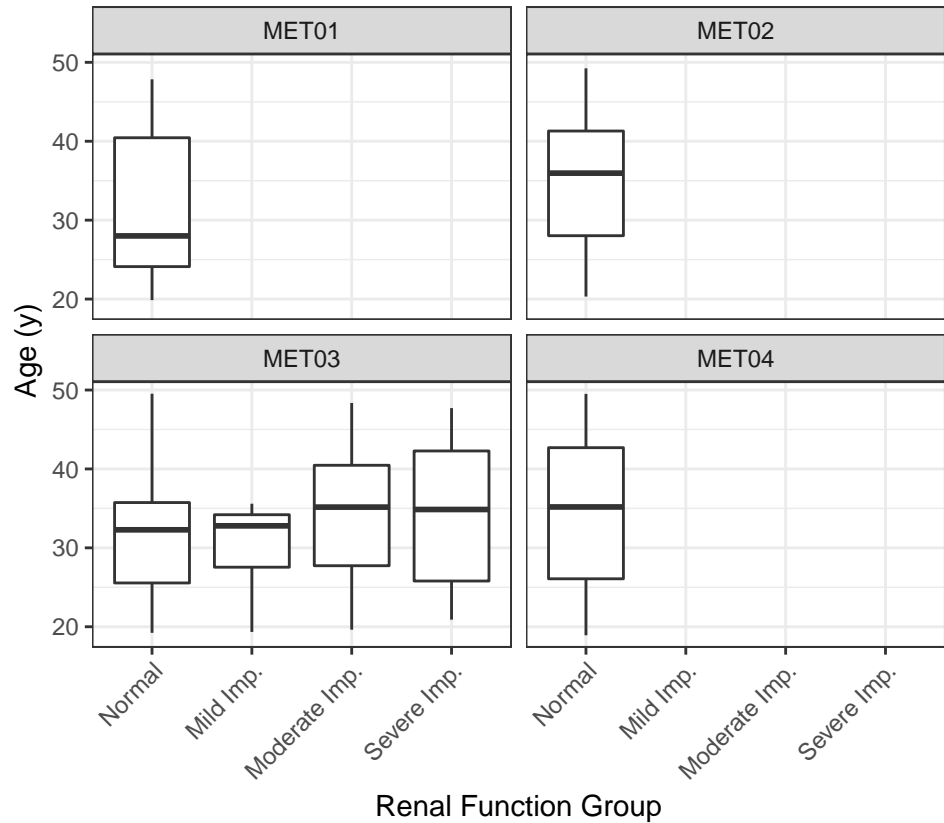 MET01
MET02
50
40
30
20
MET03
MET04
50
40
30
20
Age (y)
Normal
Mild Imp.
Moderate Imp.
Severe Imp.
Normal
Mild Imp.
Moderate Imp.
Severe Imp.
Renal Function Group